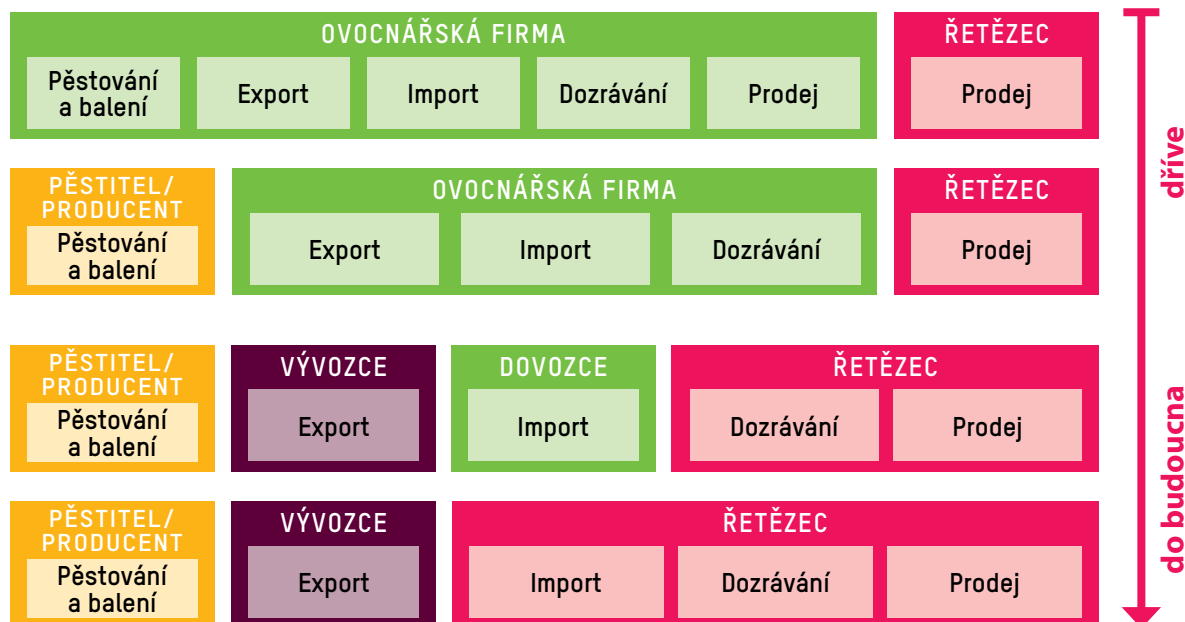 OVOCNÁŘSKÁ FIRMA
Pěstování
a balení
Export
Import
Dozrávání
Prodej
ŘETĚZEC
Prodej
PĚSTITEL/
PRODUCENT
Pěstování
a balení
OVOCNÁŘSKÁ FIRMA
Export
Import
Dozrávání
ŘETĚZEC
Prodej
PĚSTITEL/
PRODUCENT
Pěstování
a balení
VÝVOZCE
Export
DOVOZCE
Import
ŘETĚZEC
Dozrávání
Prodej
PĚSTITEL/
PRODUCENT
Pěstování
a balení
VÝVOZCE
Export
ŘETĚZEC
Import
Dozrávání
Prodej
dříve
do budoucna